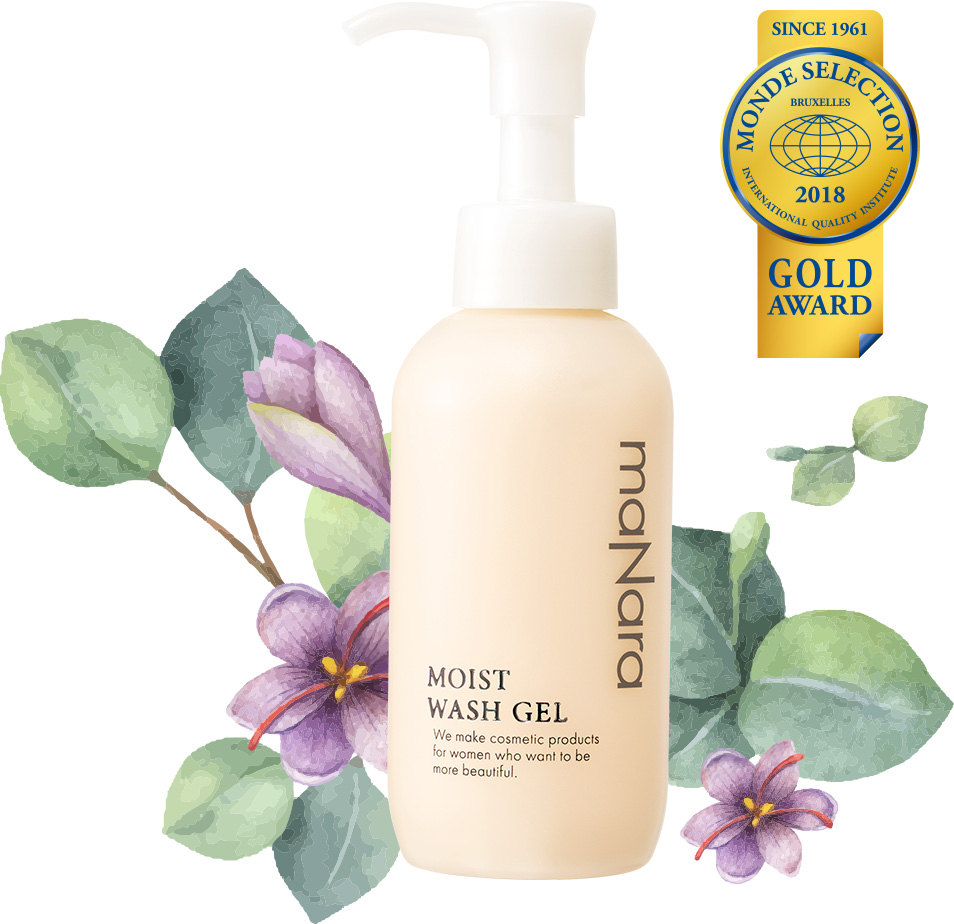 SINCE 1961
MONDE SELECTION
BRUXELLES
2018
INTERNATIONAL QUALITY INSTITUTE
GOLD
AWARD
maNara
MOIST
WASH GEL
We make cosmetic products
for women who want to be
more beautiful.